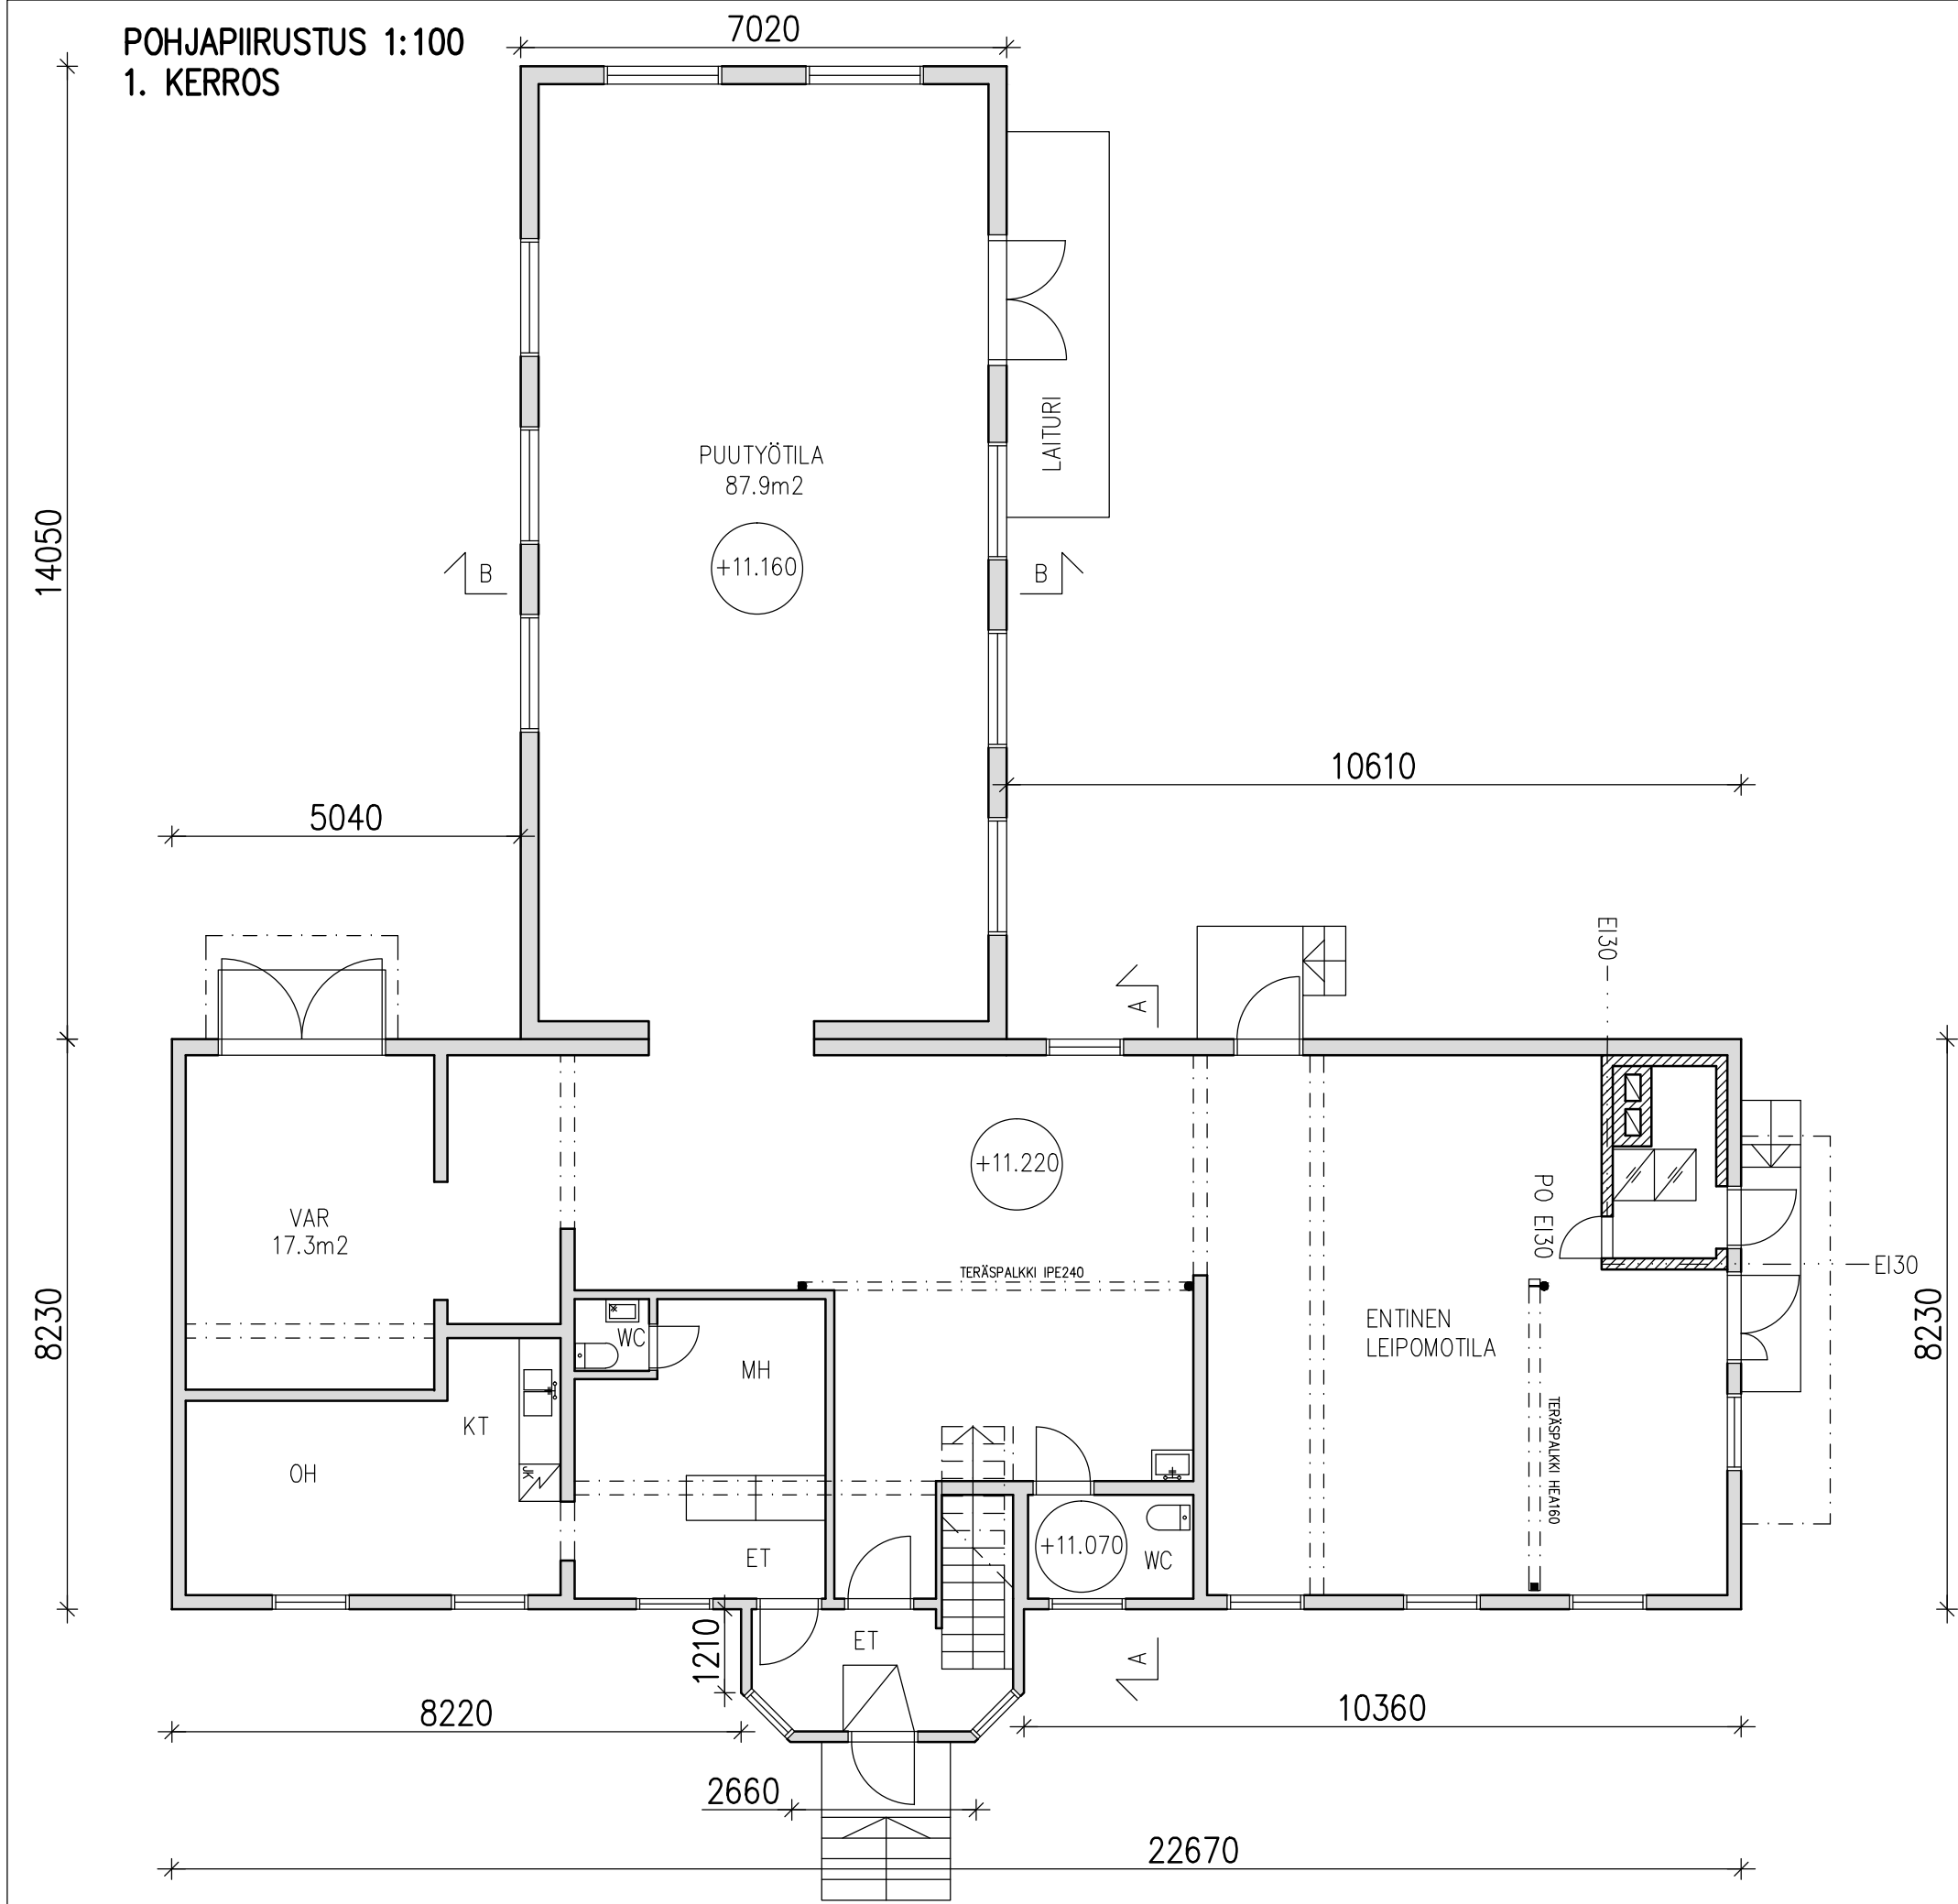 POHJAPIIRUSTUS 1:100
1. KERROS
7020
14050
LAITURI
PUUTYÖTILA
87.9m2
+11.160
B
B
10610
5040
EI30
A
+11.220
VAR
17.3m2
PO EI30
EI30
TERÄSPALKKI IPE240
8230
8230
ENTINEN
LEIPOMOTILA
WC
MH
KT
OH
JK
TERÄSPALKKI HEA160
+11.070
WC
ET
ET
1210
A
8220
10360
2660
22670